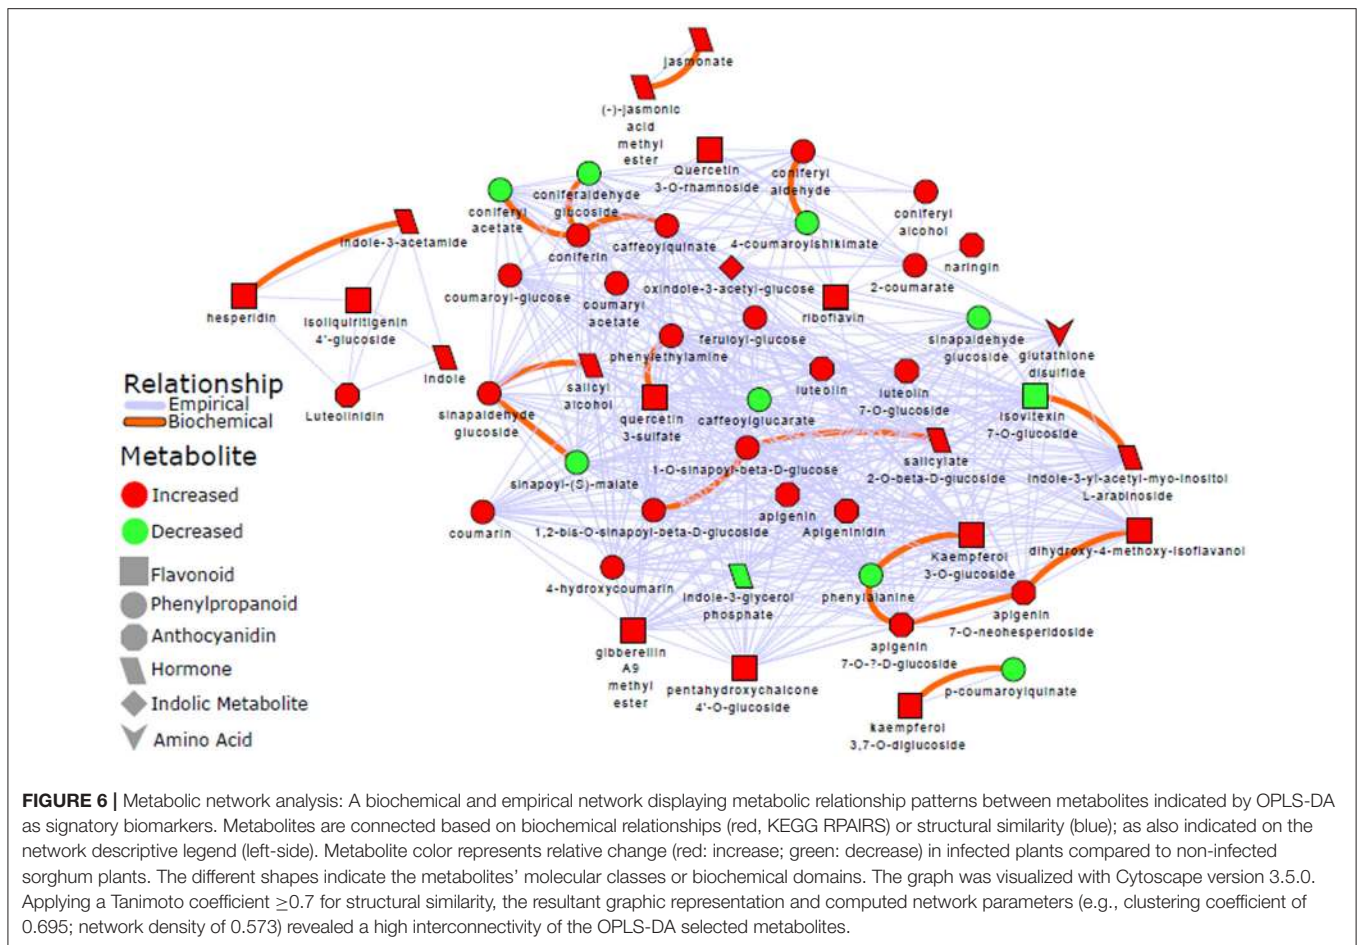 jasmonate
(-)-jasmonic
acid
methyl
ester
Quercetin
3-O-rhamnoside
coniferyl
aldehyde
coniferaldehyde
glucoside
coniferyl
acetate
coniferyl
alcohol
indole-3-acetamide
coniferin
caffeoylquinate
4-coumaroylshikimate
naringin
coumaroyl-glucose
coumaryl
acetate
oxindole-3-acetyl-glucose
2-coumarate
hesperidin
isoliquiritigenin
4'-glucoside
riboflavin
feruloyl-glucose
sinapaldehyde
glucoside
glutathione
disulfide
phenylethylamine
indole
Luteolinidin
sinapaldehyde
glucoside
salicyl
alcohol
quercetin
3-sulfate
luteolin
luteolin
7-O-glucoside
caffeoylglucarate
isovitexin
7-O-glucoside
1-O-sinapoyl-beta-D-glucose
salicylate
2-O-beta-D-glucoside
indole-3-yl-acetyl-myo-inositol
L-arabinoside
sinapoyl-(S)-malate
coumarin
1,2-bis-O-sinapoyl-beta-D-glucoside
apigenin
Apigeninidin
Kaempferol
3-O-glucoside
dihydroxy-4-methoxy-isoflavanol
4-hydroxycoumarin
indole-3-glycerol
phosphate
phenylalanine
apigenin
7-O-neohesperidoside
gibberellin
A9
methyl
ester
pentahydroxychalcone
4'-O-glucoside
apigenin
7-O-?-D-glucoside
p-coumaroylquinate
kaempferol
3,7-O-diglucoside
Relationship
Empirical
Biochemical
Metabolite
Increased
Decreased
Flavonoid
Phenylpropanoid
Anthocyanidin
Hormone
Indolic Metabolite
Amino Acid
FIGURE 6 | Metabolic network analysis: A biochemical and empirical network displaying metabolic relationship patterns between metabolites indicated by OPLS-DA
as signatory biomarkers. Metabolites are connected based on biochemical relationships (red, KEGG RPAIRS) or structural similarity (blue); as also indicated on the
network descriptive legend (left-side). Metabolite color represents relative change (red: increase; green: decrease) in infected plants compared to non-infected
sorghum plants. The different shapes indicate the metabolites' molecular classes or biochemical domains. The graph was visualized with Cytoscape version 3.5.0.
Applying a Tanimoto coefficient ≥0.7 for structural similarity, the resultant graphic representation and computed network parameters (e.g., clustering coefficient of
0.695; network density of 0.573) revealed a high interconnectivity of the OPLS-DA selected metabolites.